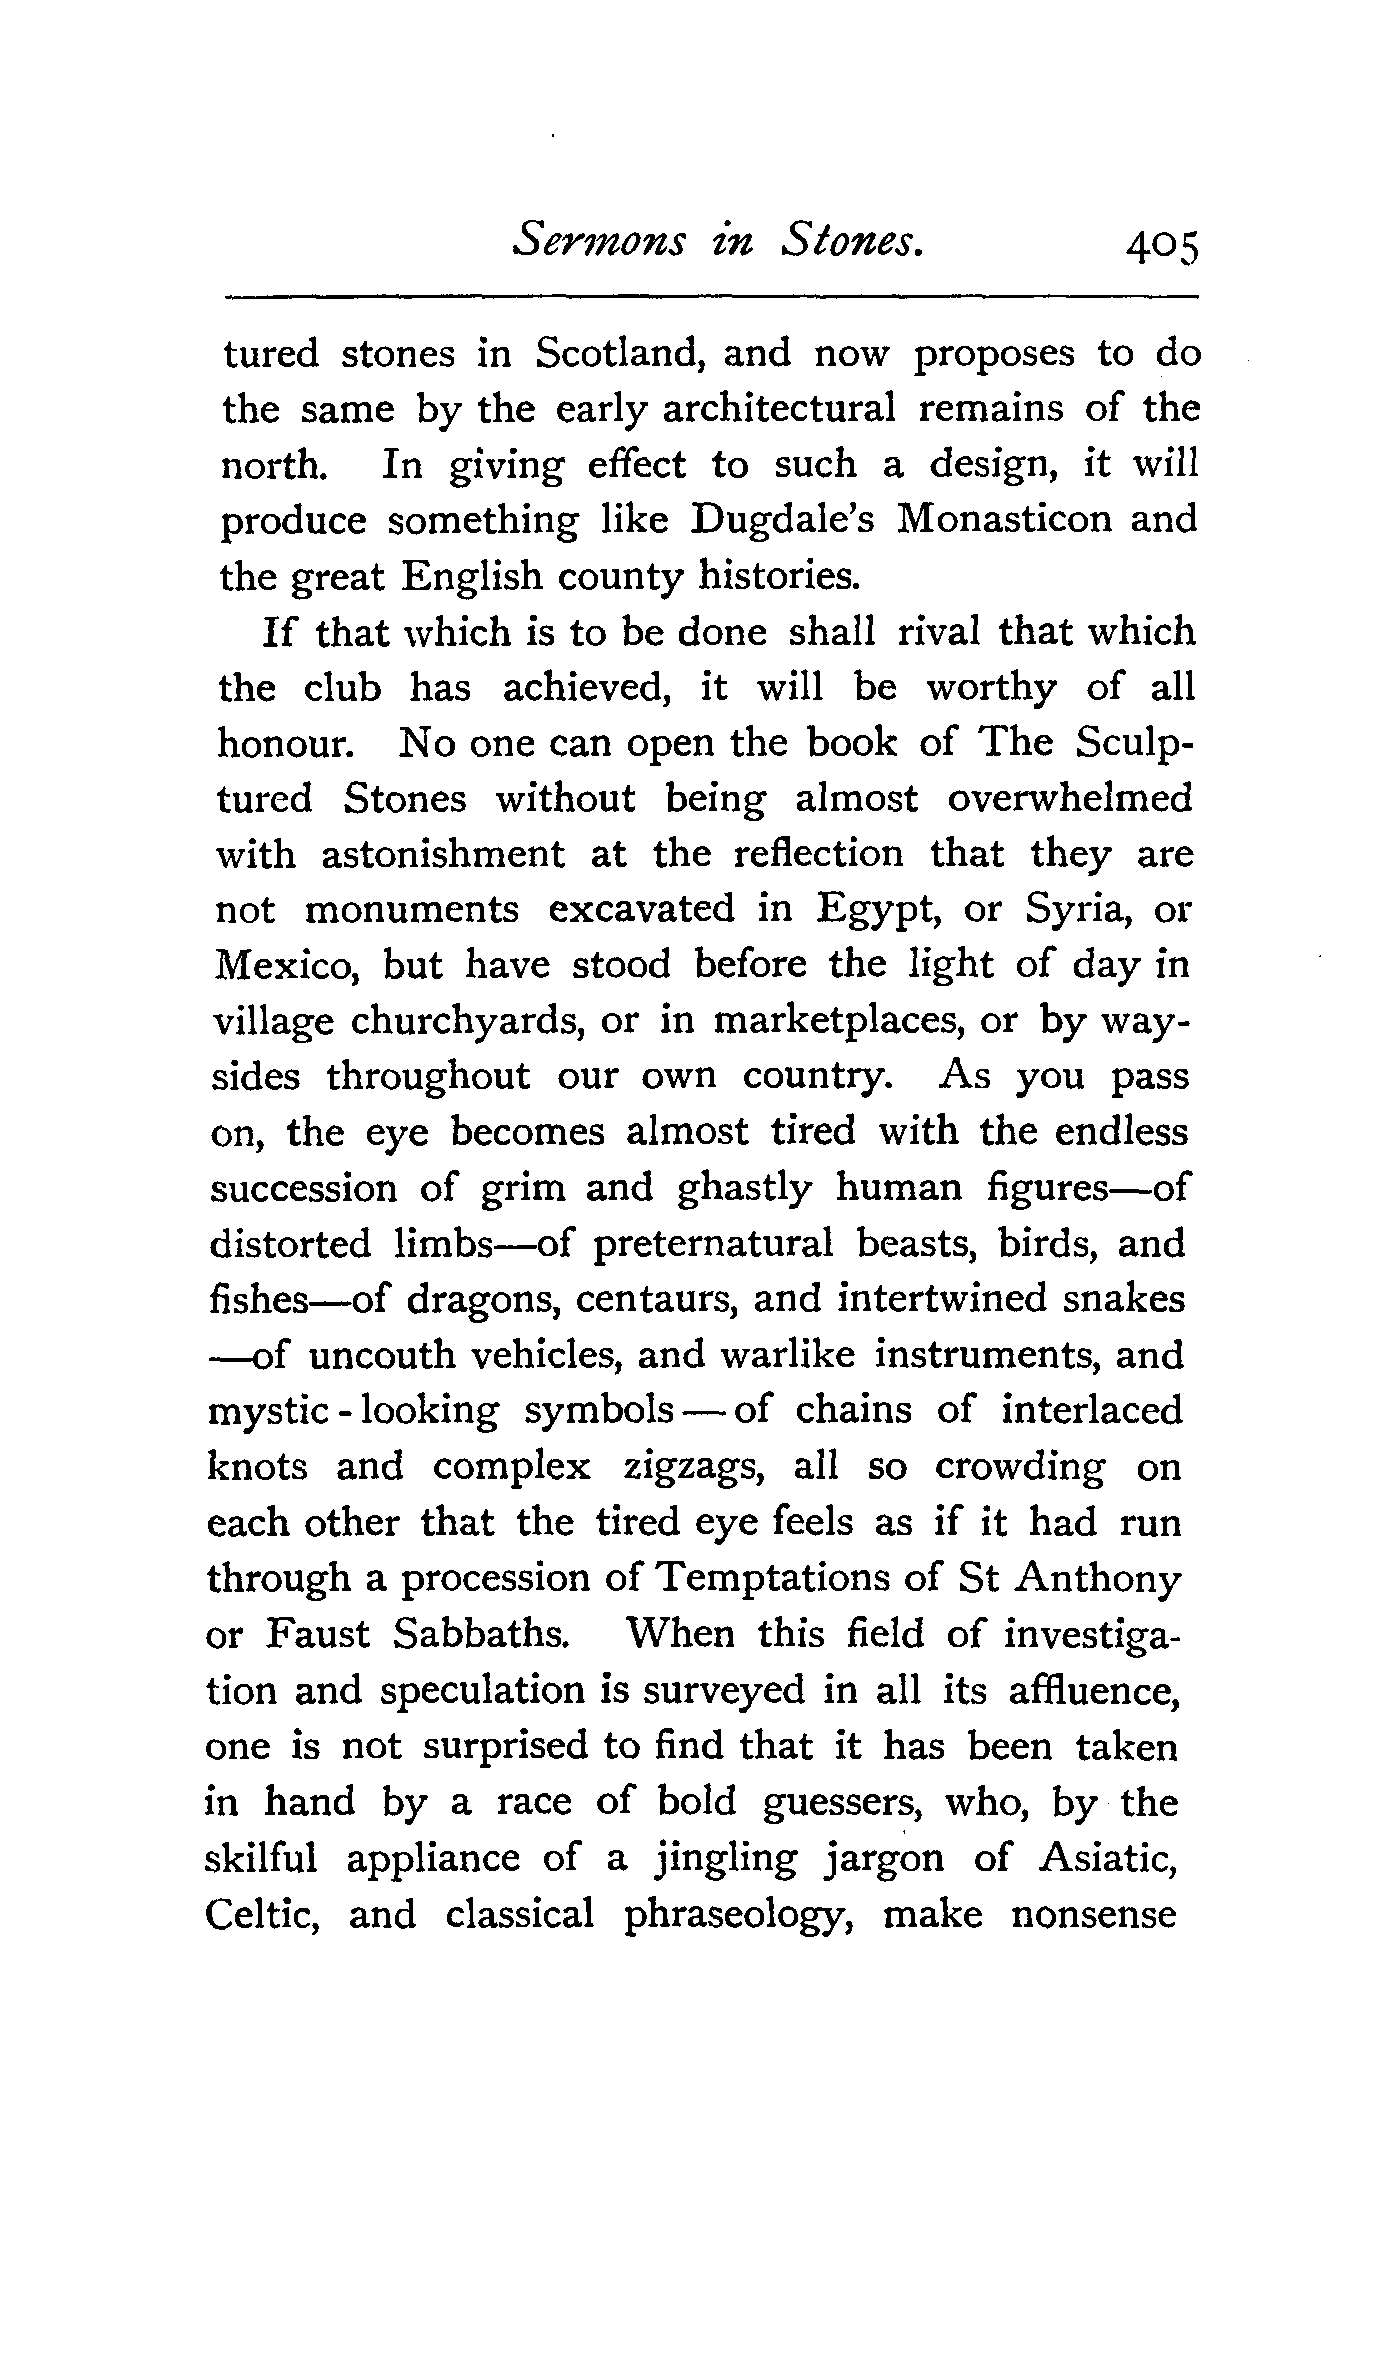 Sermons in Stones. 405
tured stones in Scotland, and now proposes to do
the same by the early architectural remains of the
north. In giving effect to such a design, it will
produce something like Dugdale's Monasticon and
the great English county histories.
If that which is to be done shall rival that which
the club has achieved, it will be worthy of all
honour. No one can open the book of The Sculp-
tured Stones without being almost overwhelmed
with astonishment at the reflection that they are
not monuments excavated in Egypt, or Syria, or
Mexico, but have stood before the light of day in
village churchyards, or in marketplaces, or by way-
sides throughout our own country. As you pass
on, the eye becomes almost tired with the endless
succession of grim and ghastly human figures—of
distorted limbs—of preternatural beasts, birds, and
fishes—of dragons, centaurs, and intertwined snakes
—of uncouth vehicles, and warlike instruments, and
mystic-looking symbols—of chains of interlaced
knots and complex zigzags, all so crowding on
each other that the tired eye feels as if it had run
through a procession of Temptations of St Anthony
or Faust Sabbaths. When this field of investiga-
tion and speculation is surveyed in all its affluence,
one is not surprised to find that it has been taken
in hand by a race of bold guessers, who, by the
skilful appliance of a jingling jargon of Asiatic,
Celtic, and classical phraseology, make nonsense